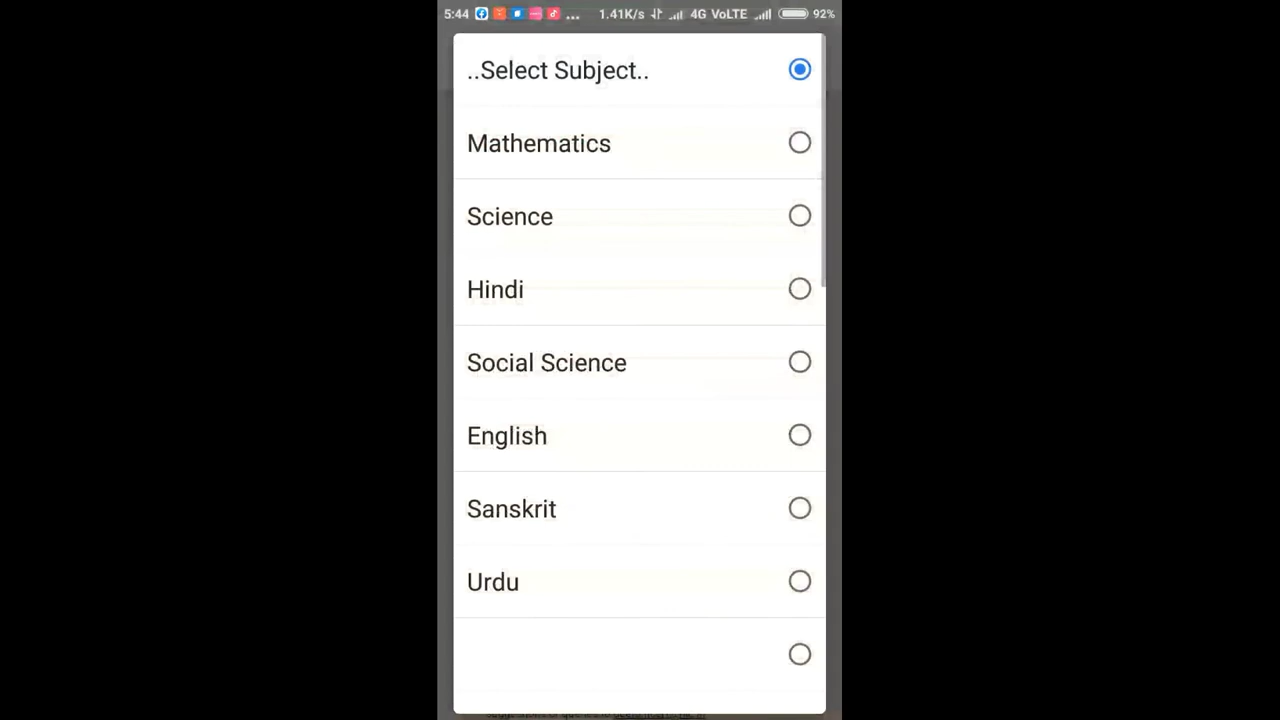 5:44 ... 1.41K/s 4G VoLTE 92%
..Select Subject..
Mathematics
Science
Hindi
Social Science
English
Sanskrit
Urdu